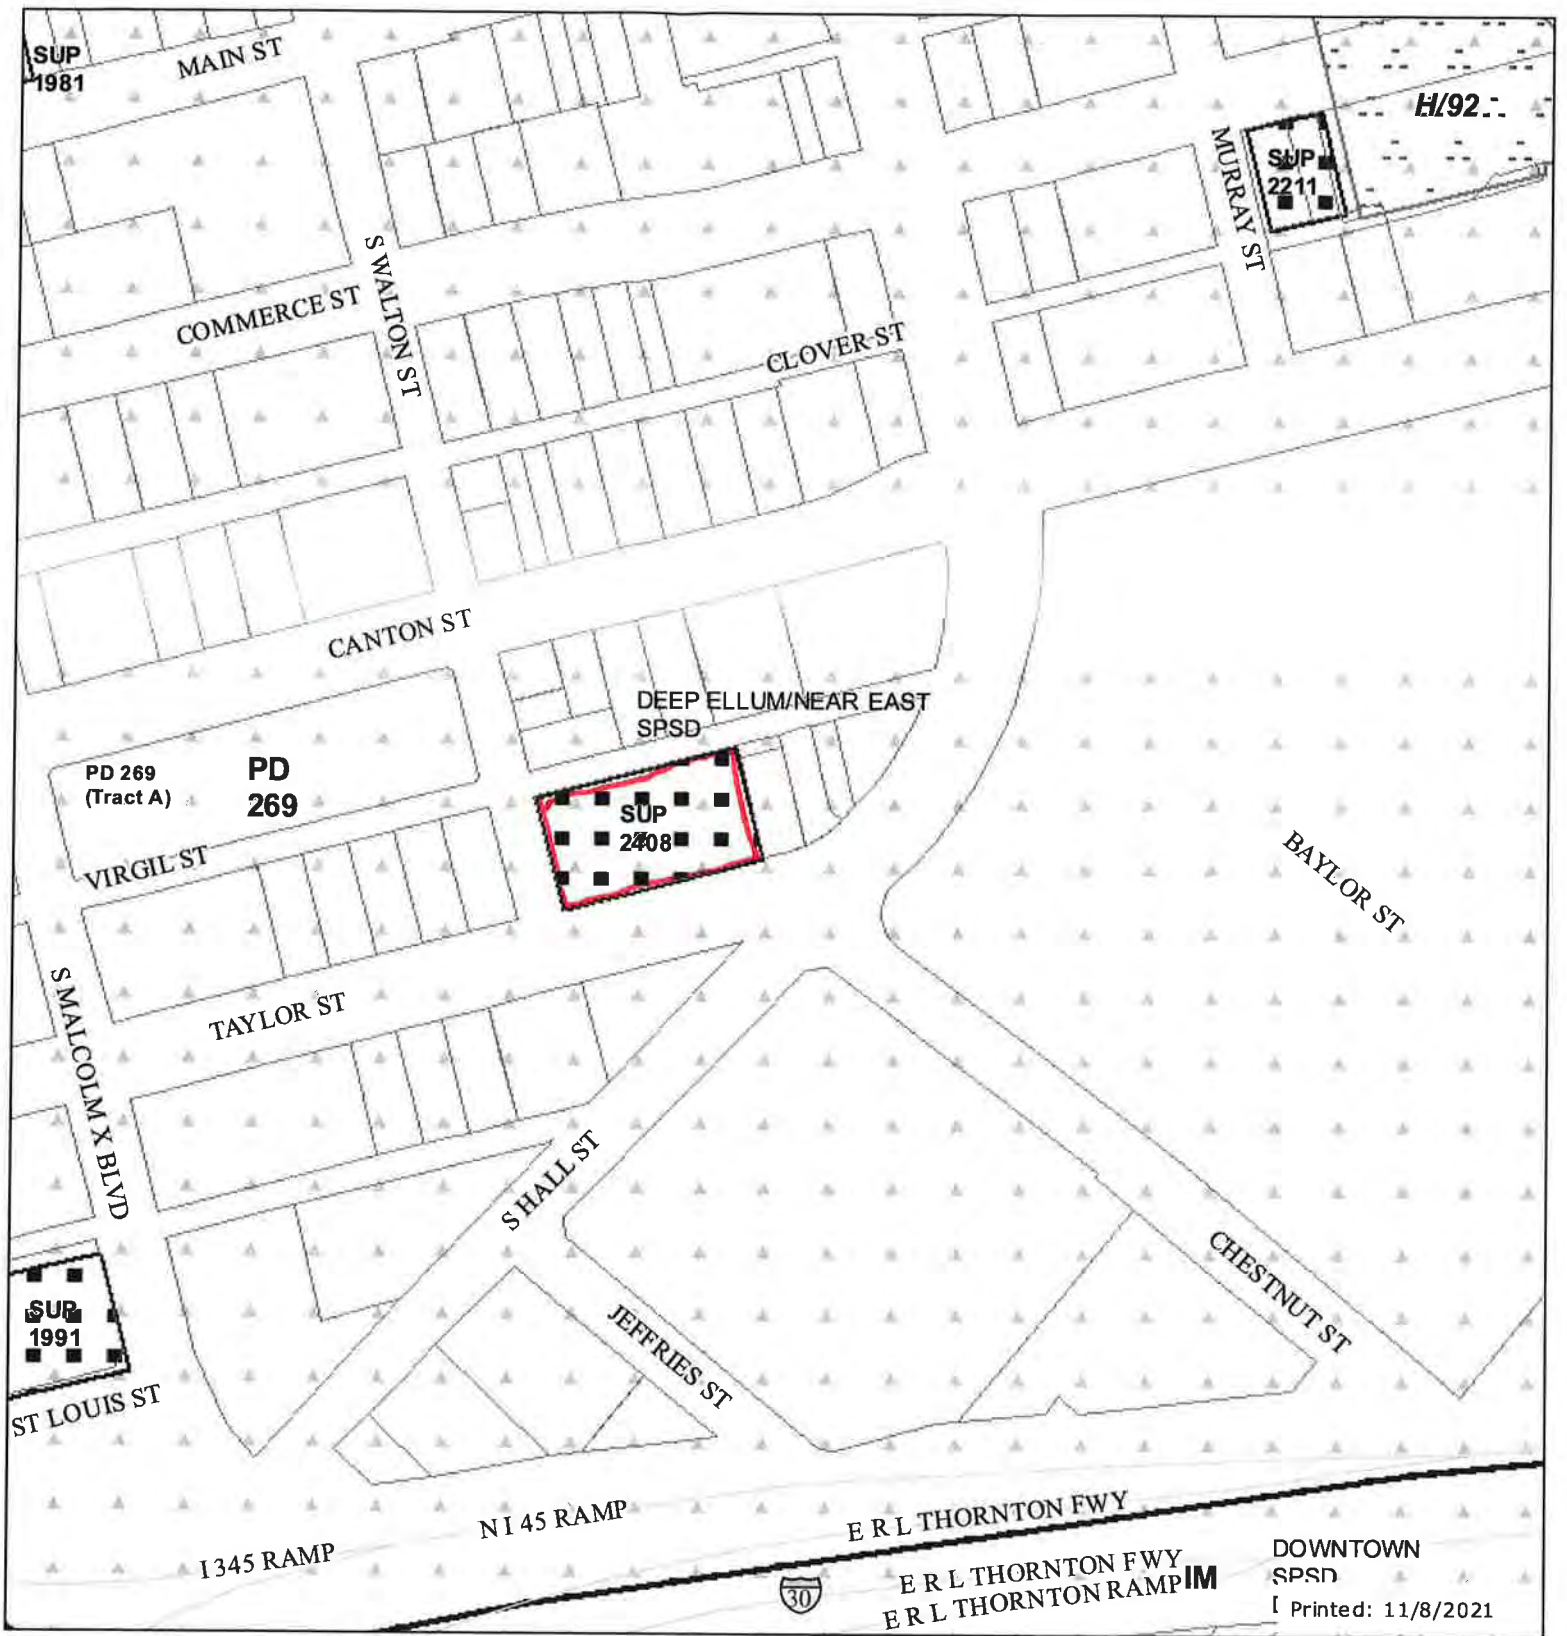 SUP
1981
MAIN ST
H/92
MURRAY ST
SUP
2211
S WALTON ST
COMMERCE ST
CLOVER ST
CANTON ST
DEEP ELLUM/NEAR EAST
SPSD
PD 269
(Tract A)
PD
269
SUP
2408
VIRGIL ST
BAYLOR ST
S MALCOLM X BLVD
TAYLOR ST
S HALL ST
CHESTNUT ST
SUP
1991
JEFFRIES ST
ST LOUIS ST
N I 45 RAMP
E R L THORNTON FWY
I 345 RAMP
DOWNTOWN
SPSD
E R L THORNTON FWY
IM
30
E R L THORNTON RAMP
Printed: 11/8/2021